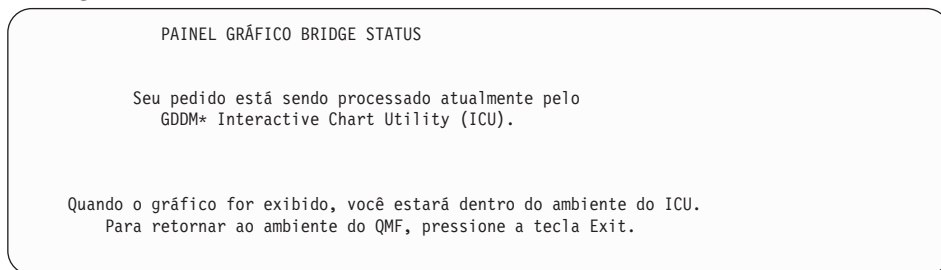 PAINEL GRÁFICO BRIDGE STATUS
Seu pedido está sendo processado atualmente pelo
GDDM* Interactive Chart Utility (ICU).
Quando o gráfico for exibido, você estará dentro do ambiente do ICU.
Para retornar ao ambiente do QMF, pressione a tecla Exit.